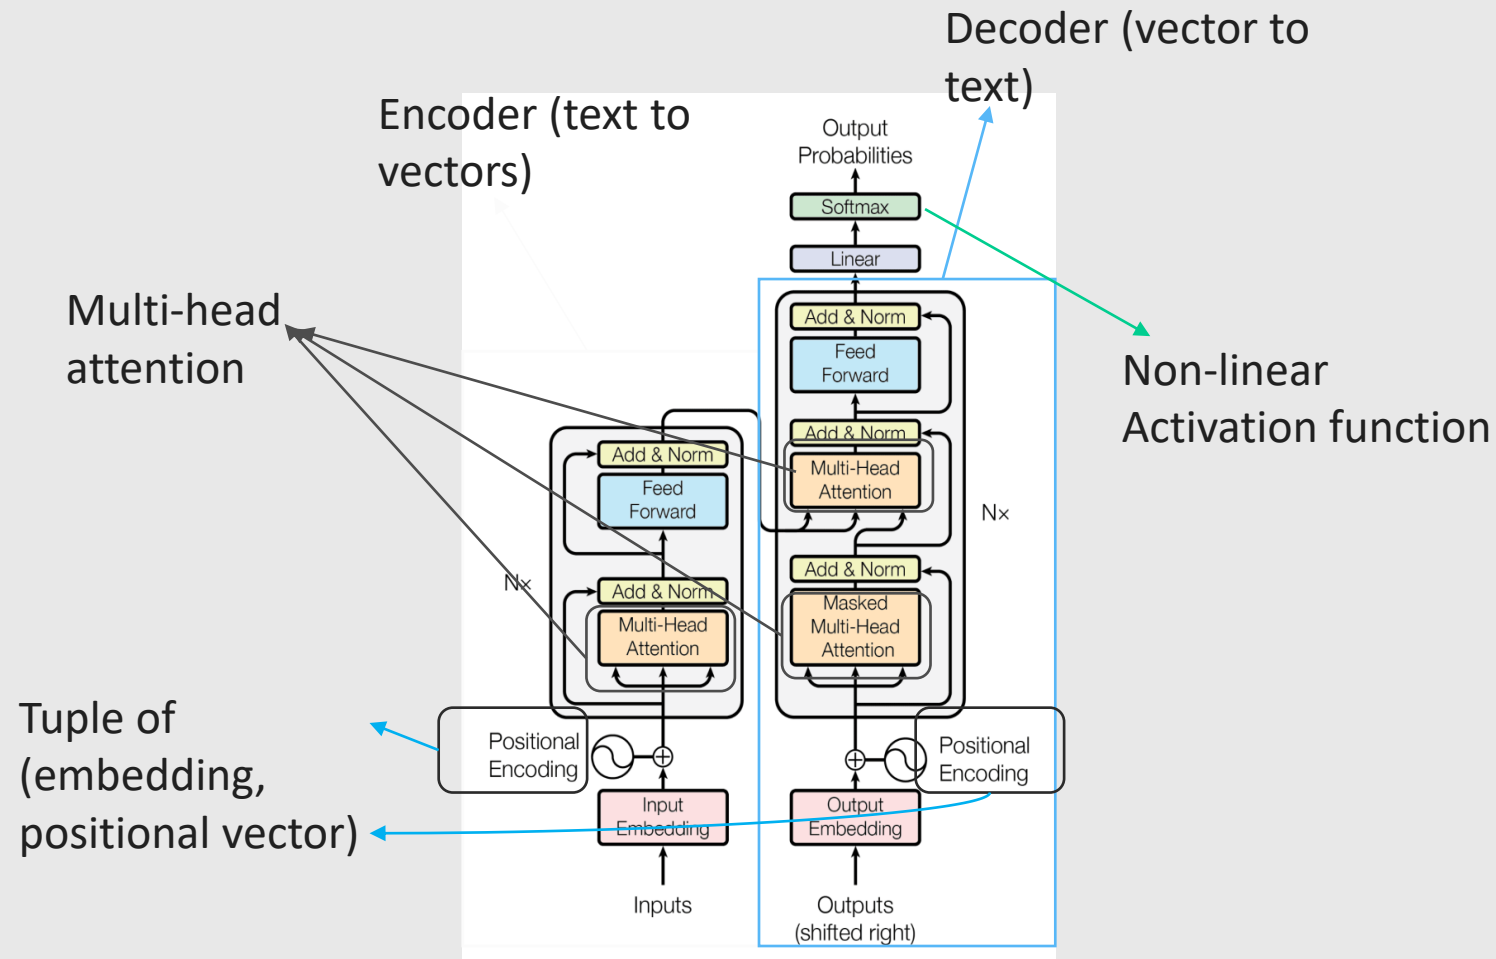 Decoder (vector to
text)
Encoder (text to
vectors)
Output
Probabilities
Softmax
Linear
Multi-head
attention
Add & Norm
Feed
Forward
Non-linear
Activation function
Add & Norm
Multi-Head
Attention
Nx
Add & Norm
Masked
Multi-Head
Attention
Add & Norm
Feed
Forward
Nx
Add & Norm
Multi-Head
Attention
Tuple of
(embedding,
positional vector)
Positional
Encoding
Positional
Encoding
Input
Embedding
Output
Embedding
Inputs
Outputs
(shifted right)